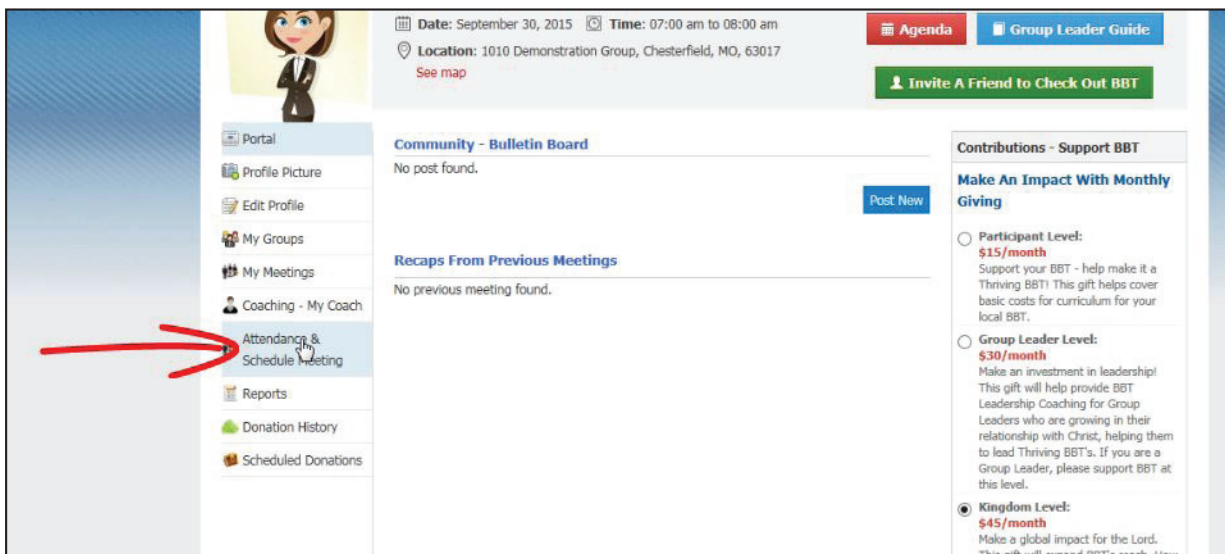 Date: September 30, 2015 Time: 07:00 am to 08:00 am
Location: 1010 Demonstration Group, Chesterfield, MO, 63017
See map
Agenda
Group Leader Guide
Invite A Friend to Check Out BBT
Portal
Profile Picture
Edit Profile
My Groups
My Meetings
Coaching - My Coach
Attendance &
Schedule Meeting
Reports
Donation History
Scheduled Donations
Community - Bulletin Board
No post found.
Post New
Recaps From Previous Meetings
No previous meeting found.
Contributions - Support BBT
Make An Impact With Monthly
Giving
Participant Level:
$15/month
Support your BBT - help make it a
Thriving BBT! This gift helps cover
basic costs for curriculum for your
local BBT.
Group Leader Level:
$30/month
Make an investment in leadership!
This gift will help provide BBT
Leadership Coaching for Group
Leaders who are growing in their
relationship with Christ, helping them
to lead Thriving BBT's. If you are a
Group Leader, please support BBT at
this level.
Kingdom Level:
$45/month
Make a global impact for the Lord.